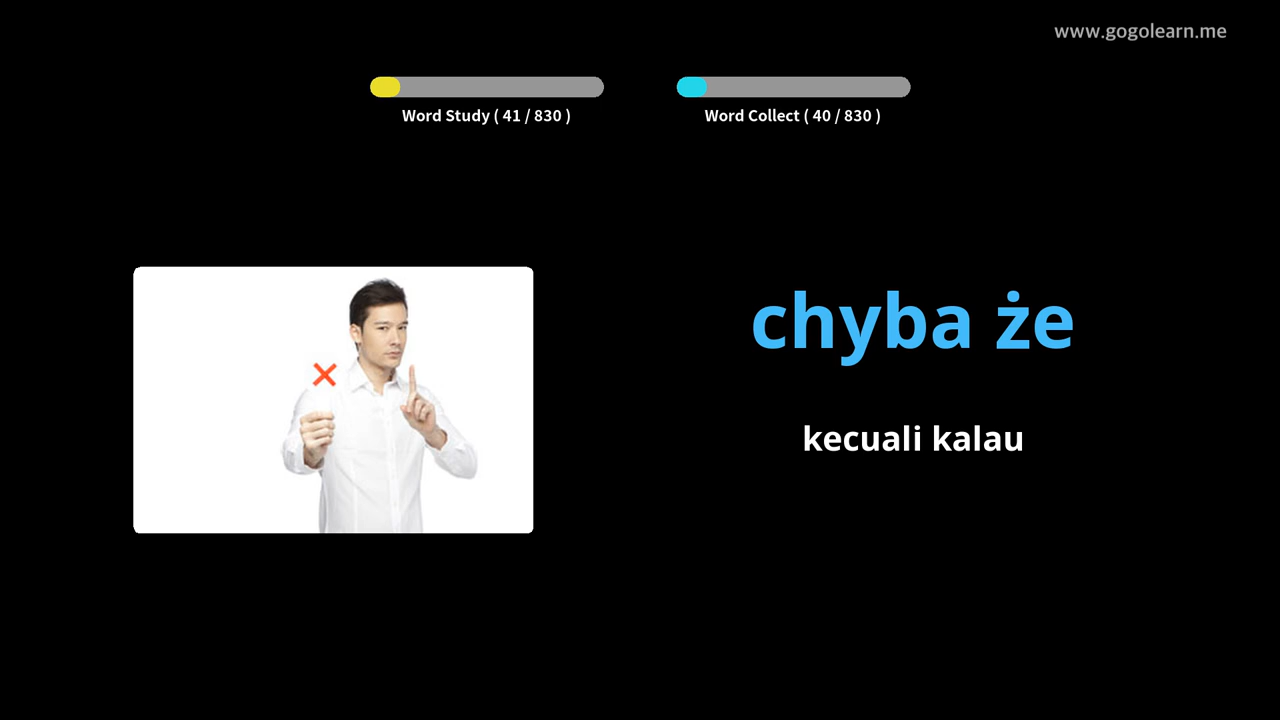 www.gogolearn.me
Word Study ( 41 / 830 )
Word Collect ( 40 / 830 )
chyba że
kecuali kalau